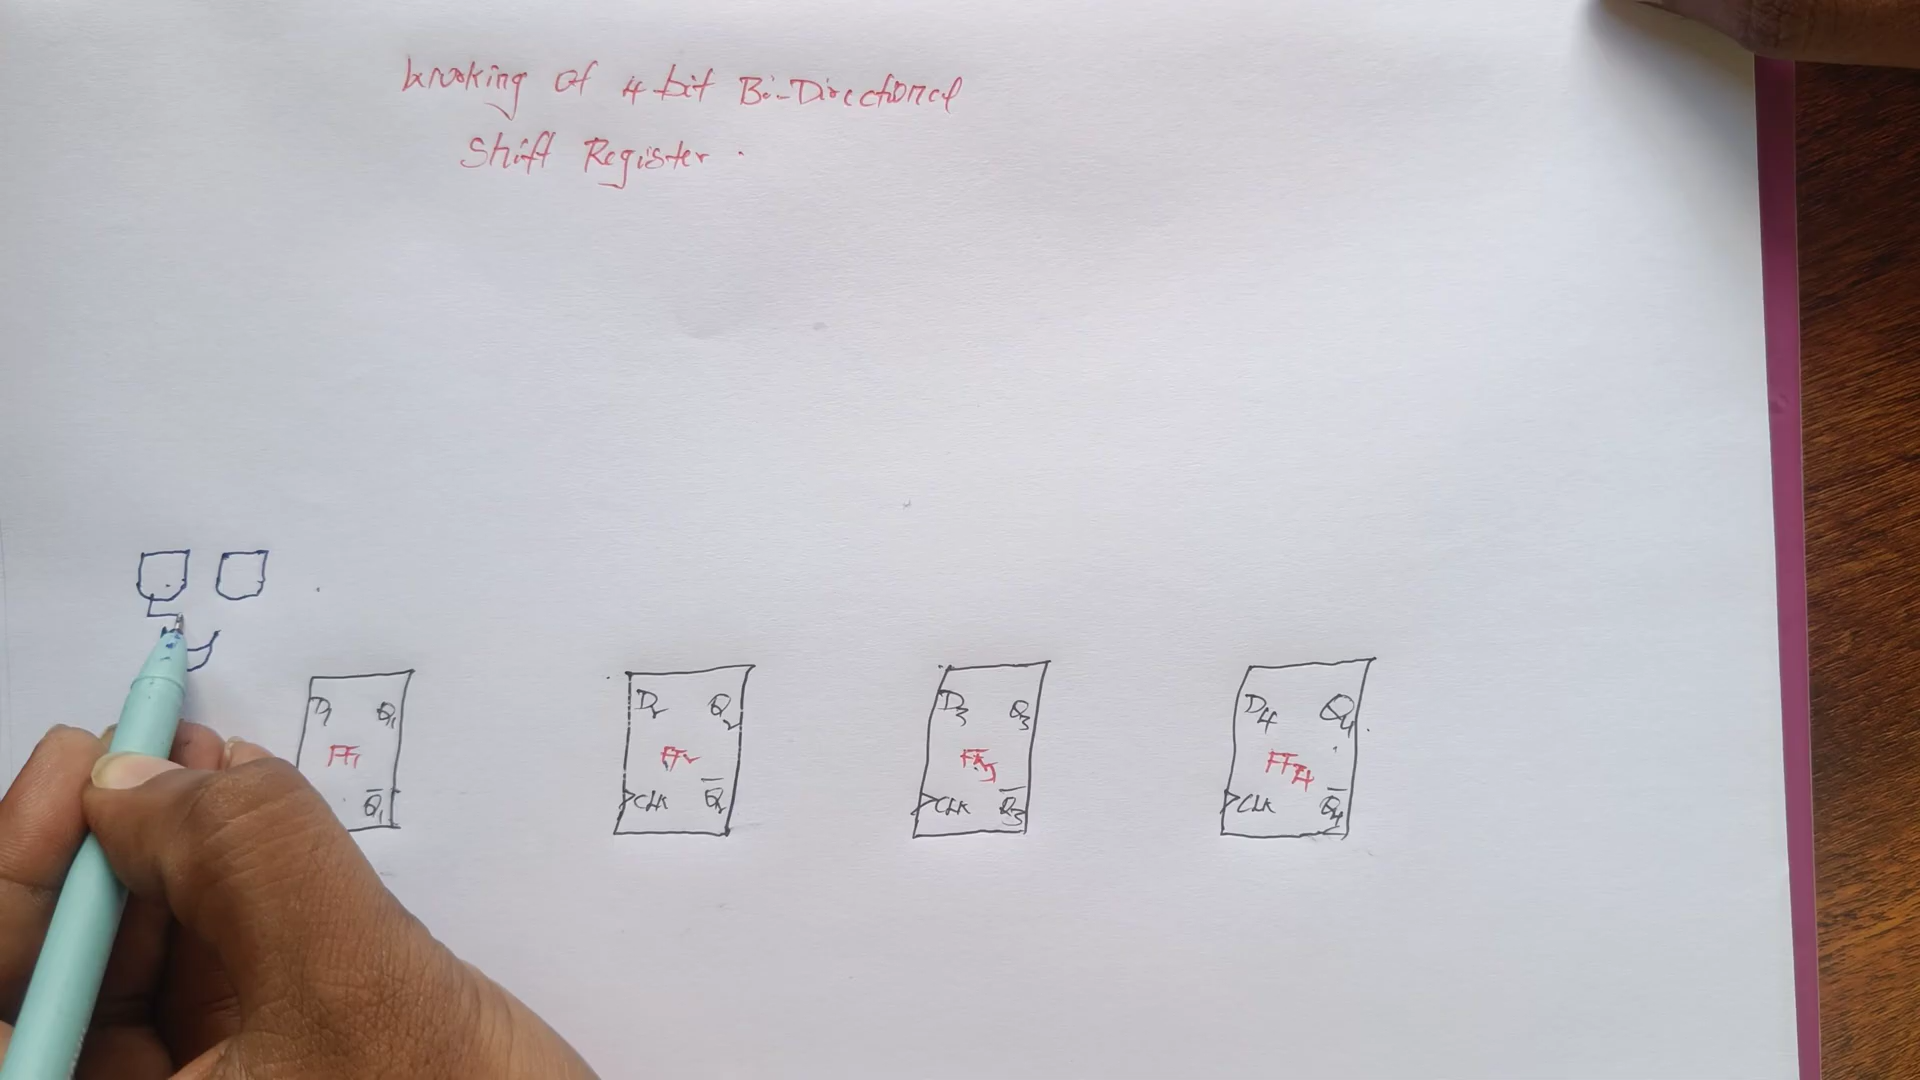 Working of 4 bit Bi-Directional
Shift Register.
D1 Q1
FF1
Q̅1
D2 Q2
FF2
CLK Q̅2
D3 Q3
FF3
CLK Q̅3
D4 Q4
FF4
CLK Q̅4